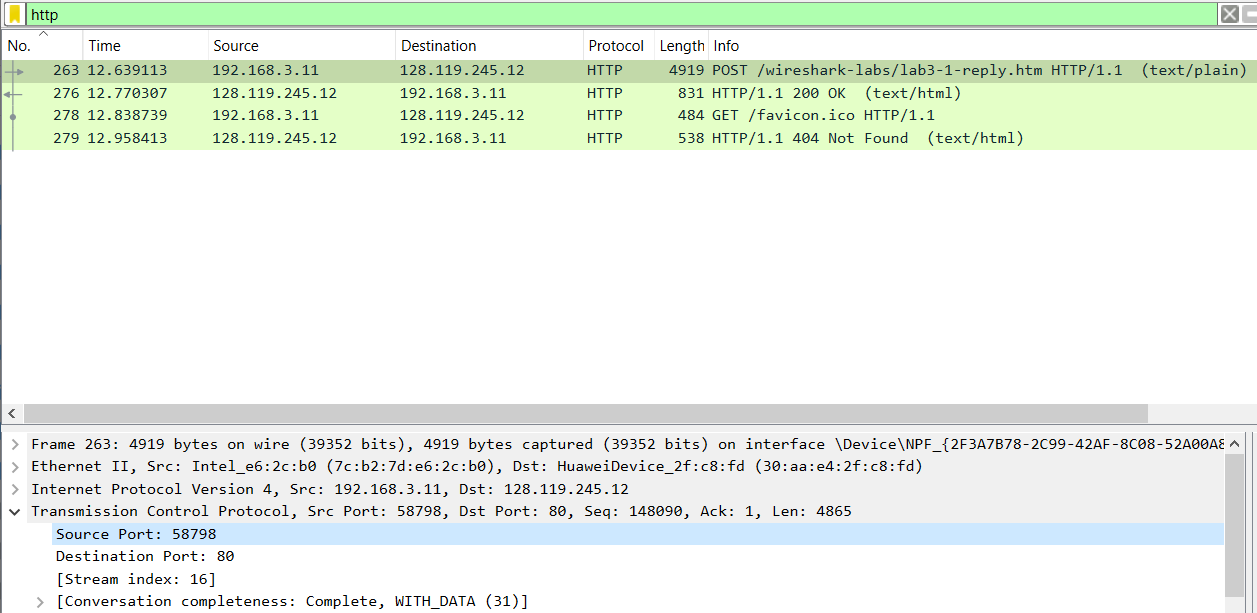 http
No. Time Source Destination Protocol Length Info
263 12.639113 192.168.3.11 128.119.245.12 HTTP 4919 POST /wireshark-labs/lab3-1-reply.htm HTTP/1.1  (text/plain)
276 12.770307 128.119.245.12 192.168.3.11 HTTP 831 HTTP/1.1 200 OK  (text/html)
278 12.838739 192.168.3.11 128.119.245.12 HTTP 484 GET /favicon.ico HTTP/1.1
279 12.958413 128.119.245.12 192.168.3.11 HTTP 538 HTTP/1.1 404 Not Found  (text/html)
Frame 263: 4919 bytes on wire (39352 bits), 4919 bytes captured (39352 bits) on interface \Device\NPF_{2F3A7B78-2C99-42AF-8C08-52A00A8
Ethernet II, Src: Intel_e6:2c:b0 (7c:b2:7d:e6:2c:b0), Dst: HuaweiDevice_2f:c8:fd (30:aa:e4:2f:c8:fd)
Internet Protocol Version 4, Src: 192.168.3.11, Dst: 128.119.245.12
Transmission Control Protocol, Src Port: 58798, Dst Port: 80, Seq: 148090, Ack: 1, Len: 4865
Source Port: 58798
Destination Port: 80
[Stream index: 16]
[Conversation completeness: Complete, WITH_DATA (31)]